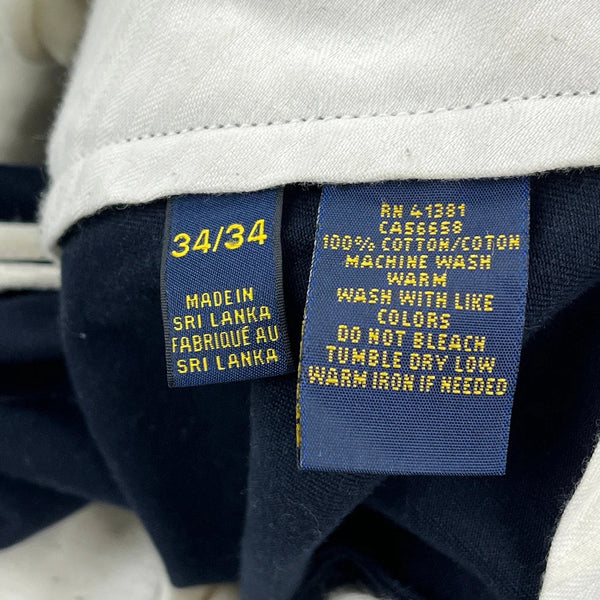 34/34
MADE IN
SRI LANKA
FABRIQUÉ AU
SRI LANKA
RN 41381
CA56658
100% COTTON/COTON
MACHINE WASH
WARM
WASH WITH LIKE
COLORS
DO NOT BLEACH
TUMBLE DRY LOW
WARM IRON IF NEEDED